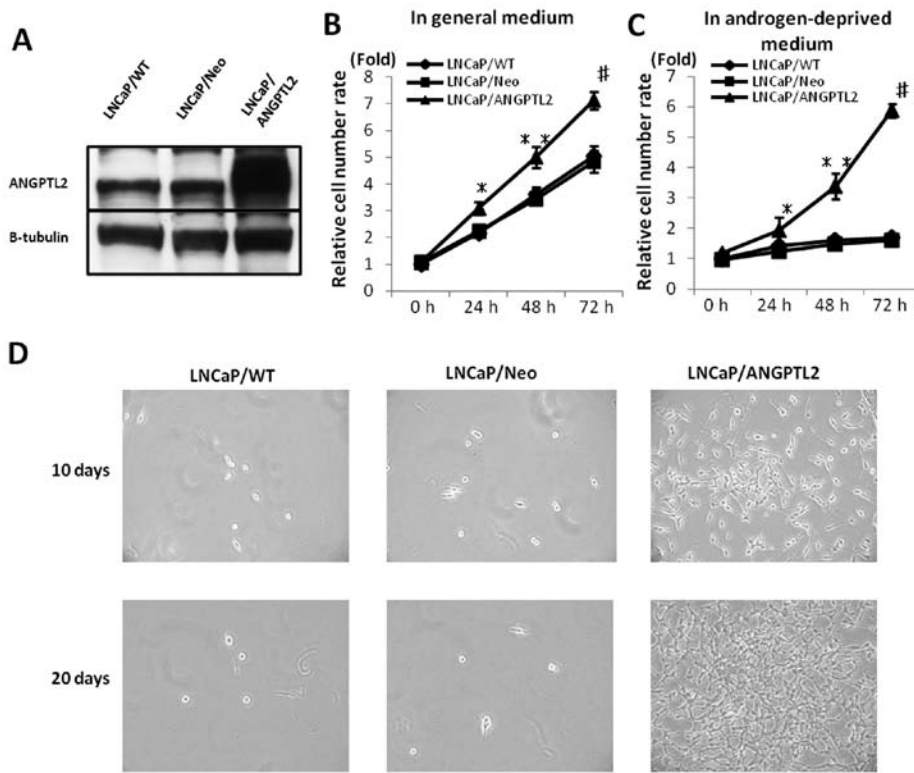 A
LNCaP/WT
LNCaP/Neo
LNCaP/
ANGPTL2
ANGPTL2
B-tubulin
B
In general medium
(Fold)
LNCaP/WT
LNCaP/Neo
LNCaP/ANGPTL2
Relative cell number rate
8
7
6
5
4
3
2
1
0
*
* *
#
0 h
24 h
48 h
72 h
C
In androgen-deprived
medium
(Fold)
LNCaP/WT
LNCaP/Neo
LNCaP/ANGPTL2
Relative cell number rate
7
6
5
4
3
2
1
0
*
* *
#
0 h
24 h
48 h
72 h
D
LNCaP/WT
LNCaP/Neo
LNCaP/ANGPTL2
10 days
20 days